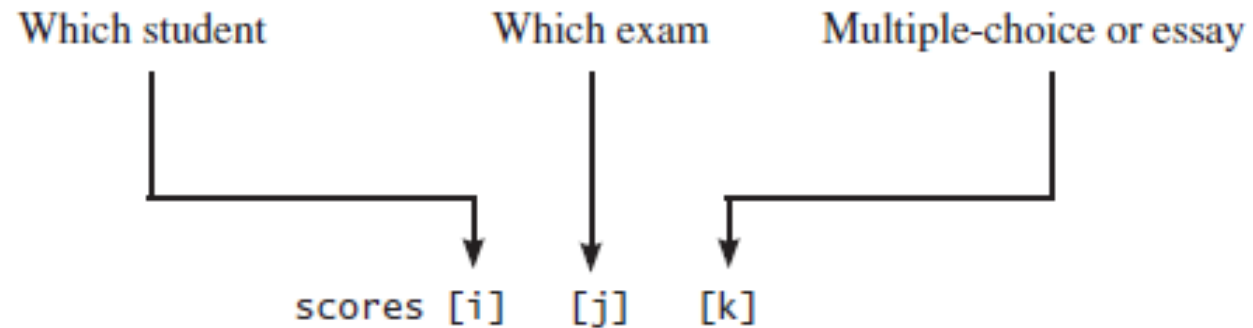 Which student Which exam Multiple-choice or essay
scores [i] [j] [k]